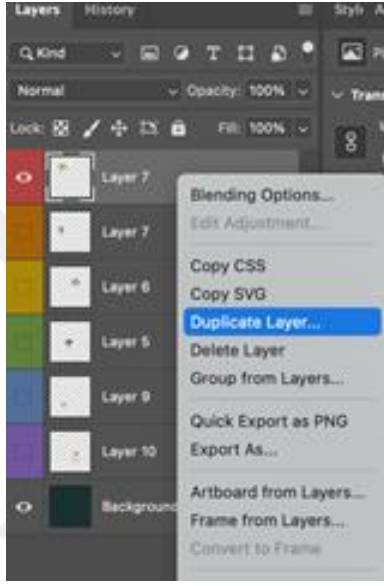 Layers History Styl A
Kind T
Normal Opacity: 100%
Lock: Fill: 100%
Layer 7
Layer 7
Layer 6
Layer 5
Layer 9
Layer 10
Background
Blending Options...
Edit Adjustment...
Copy CSS
Copy SVG
Duplicate Layer...
Delete Layer
Group from Layers...
Quick Export as PNG
Export As...
Artboard from Layers...
Frame from Layers...
Convert to Frame